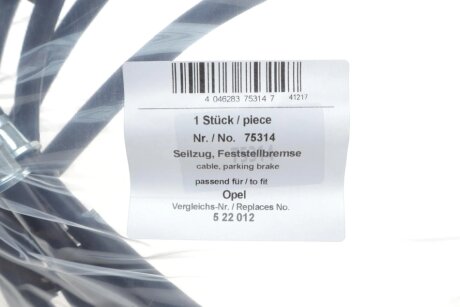 4 046283 75314 7 41217
1 Stück / piece
Nr. / No. 75314
Seilzug, Feststellbremse
cable, parking brake
passend für / to fit
Opel
Vergleichs-Nr. / Replaces No.
5 22 012